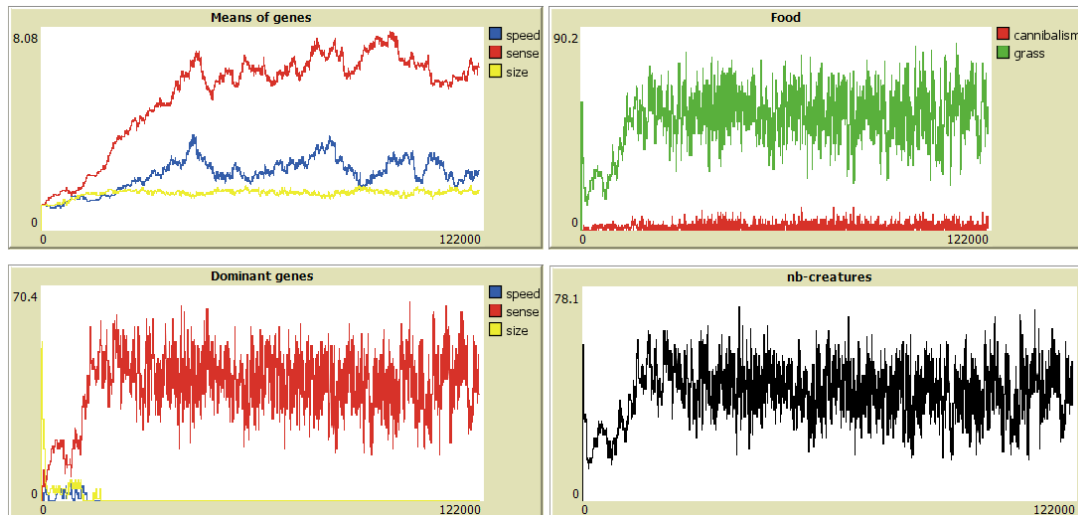 Means of genes
8.08
speed
sense
size
0
0
122000
Food
90.2
cannibalism
grass
0
0
122000
Dominant genes
70.4
speed
sense
size
0
0
122000
nb-creatures
78.1
0
0
122000